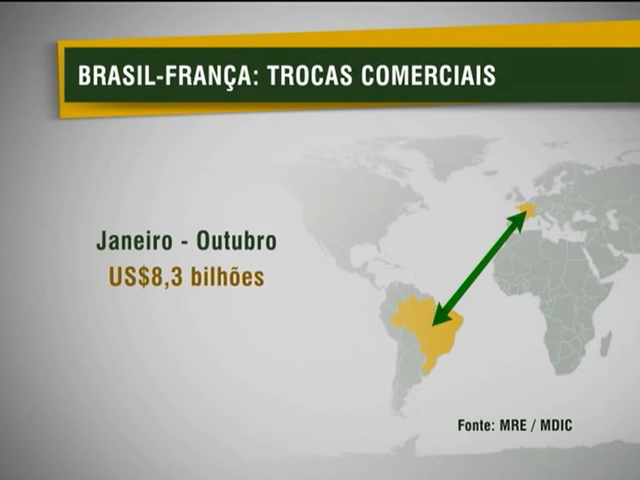 BRASIL-FRANÇA: TROCAS COMERCIAIS
Janeiro - Outubro
US$8,3 bilhões
Fonte: MRE / MDIC